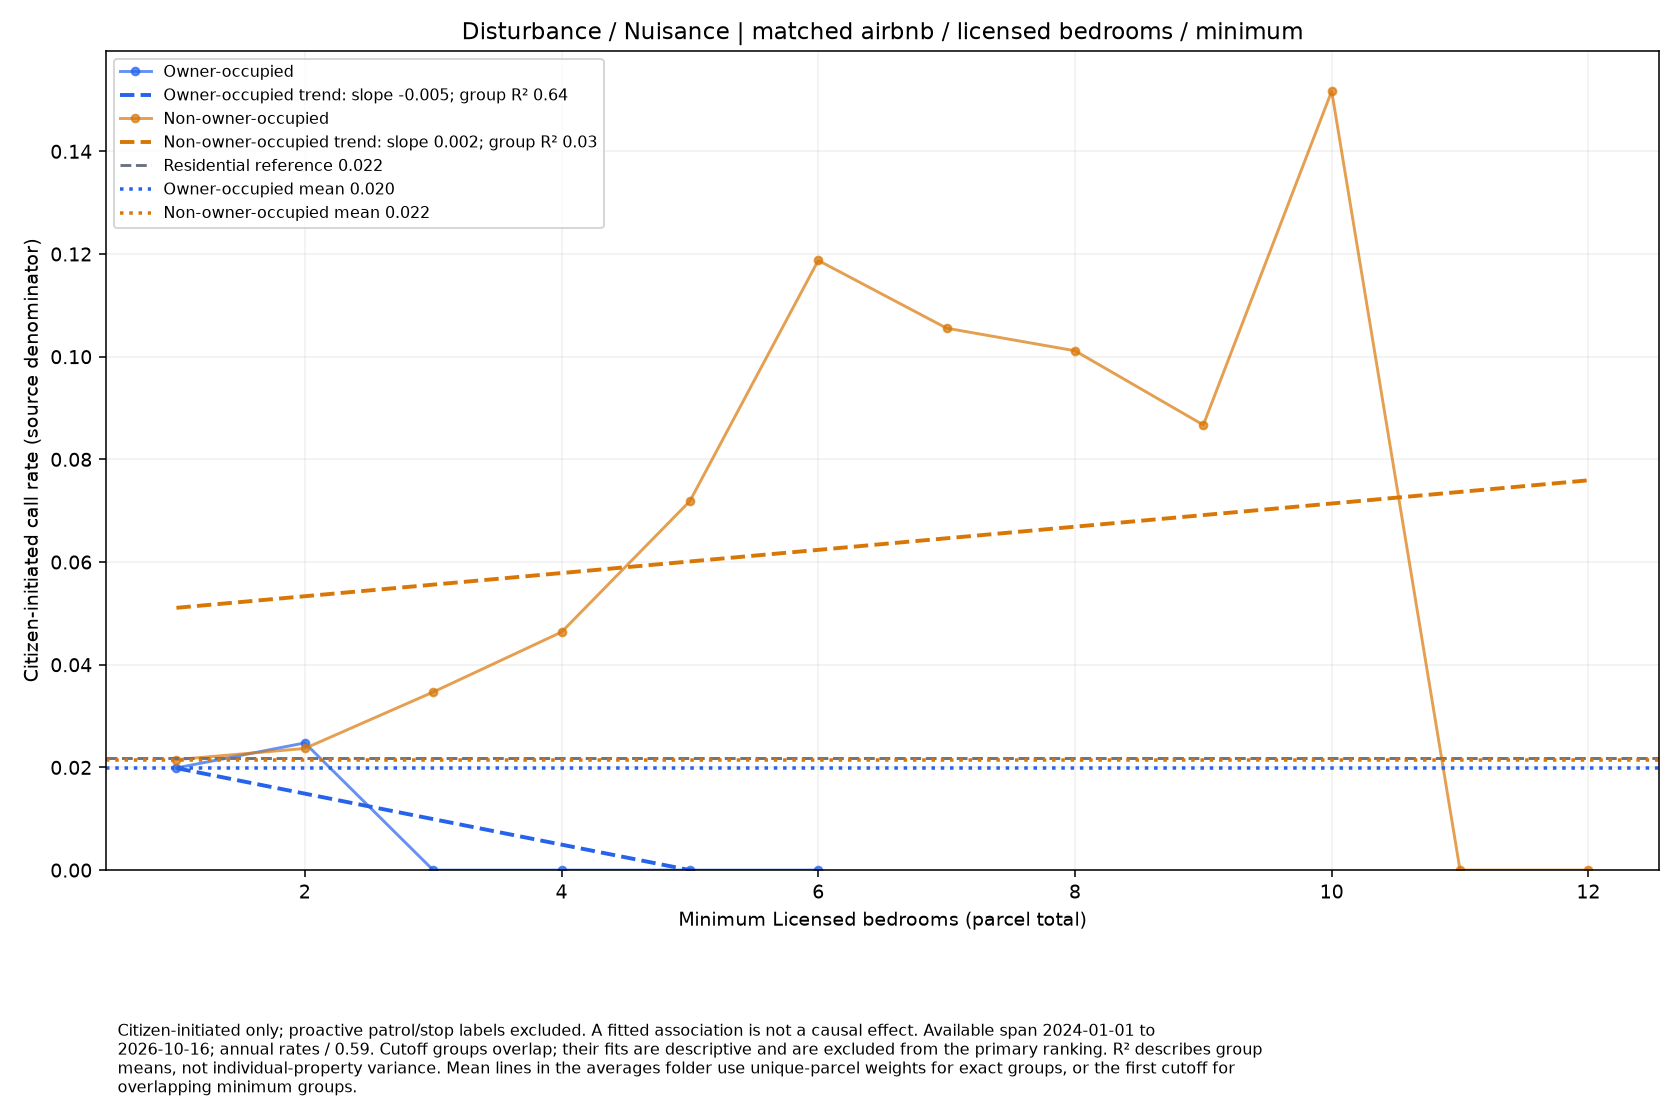 Disturbance / Nuisance | matched airbnb / licensed bedrooms / minimum
Owner-occupied
Owner-occupied trend: slope -0.005; group R² 0.64
Non-owner-occupied
Non-owner-occupied trend: slope 0.002; group R² 0.03
Residential reference 0.022
Owner-occupied mean 0.020
Non-owner-occupied mean 0.022
Citizen-initiated call rate (source denominator)
0.14
0.12
0.10
0.08
0.06
0.04
0.02
0.00
2 4 6 8 10 12
Minimum Licensed bedrooms (parcel total)
Citizen-initiated only; proactive patrol/stop labels excluded. A fitted association is not a causal effect. Available span 2024-01-01 to
2026-10-16; annual rates / 0.59. Cutoff groups overlap; their fits are descriptive and are excluded from the primary ranking. R² describes group
means, not individual-property variance. Mean lines in the averages folder use unique-parcel weights for exact groups, or the first cutoff for
overlapping minimum groups.